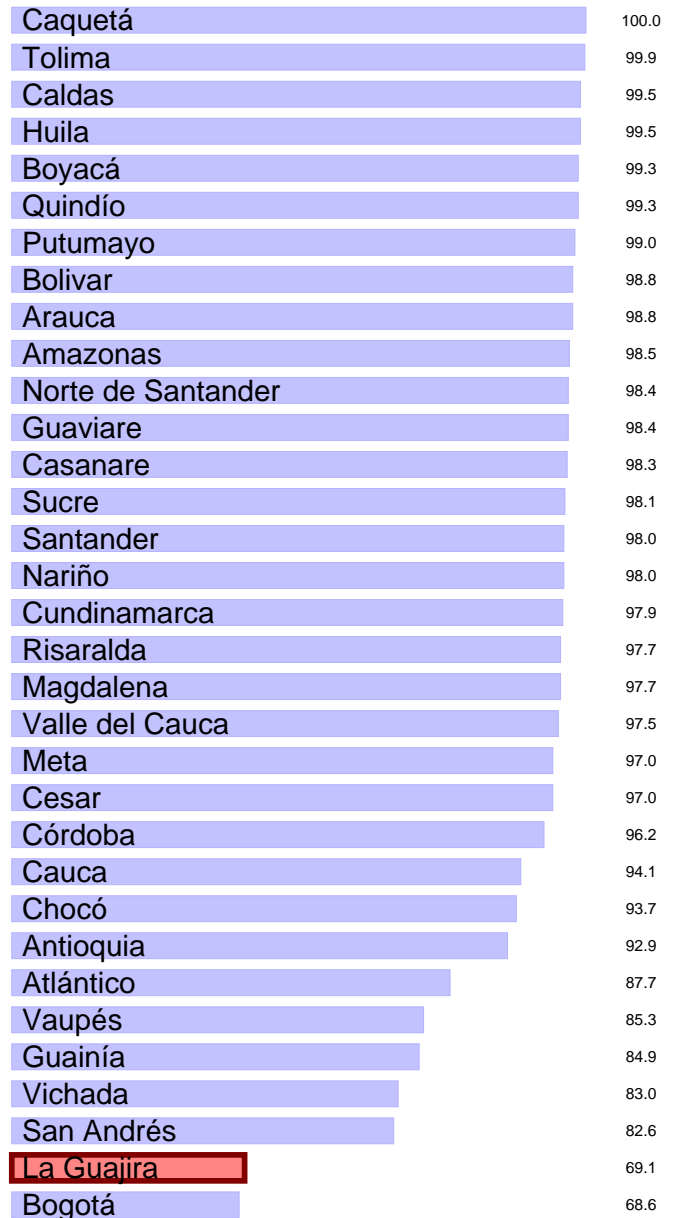 Caquetá 100.0
Tolima 99.9
Caldas 99.5
Huila 99.5
Boyacá 99.3
Quindío 99.3
Putumayo 99.0
Bolivar 98.8
Arauca 98.8
Amazonas 98.5
Norte de Santander 98.4
Guaviare 98.4
Casanare 98.3
Sucre 98.1
Santander 98.0
Nariño 98.0
Cundinamarca 97.9
Risaralda 97.7
Magdalena 97.7
Valle del Cauca 97.5
Meta 97.0
Cesar 97.0
Córdoba 96.2
Cauca 94.1
Chocó 93.7
Antioquia 92.9
Atlántico 87.7
Vaupés 85.3
Guainía 84.9
Vichada 83.0
San Andrés 82.6
La Guajira 69.1
Bogotá 68.6